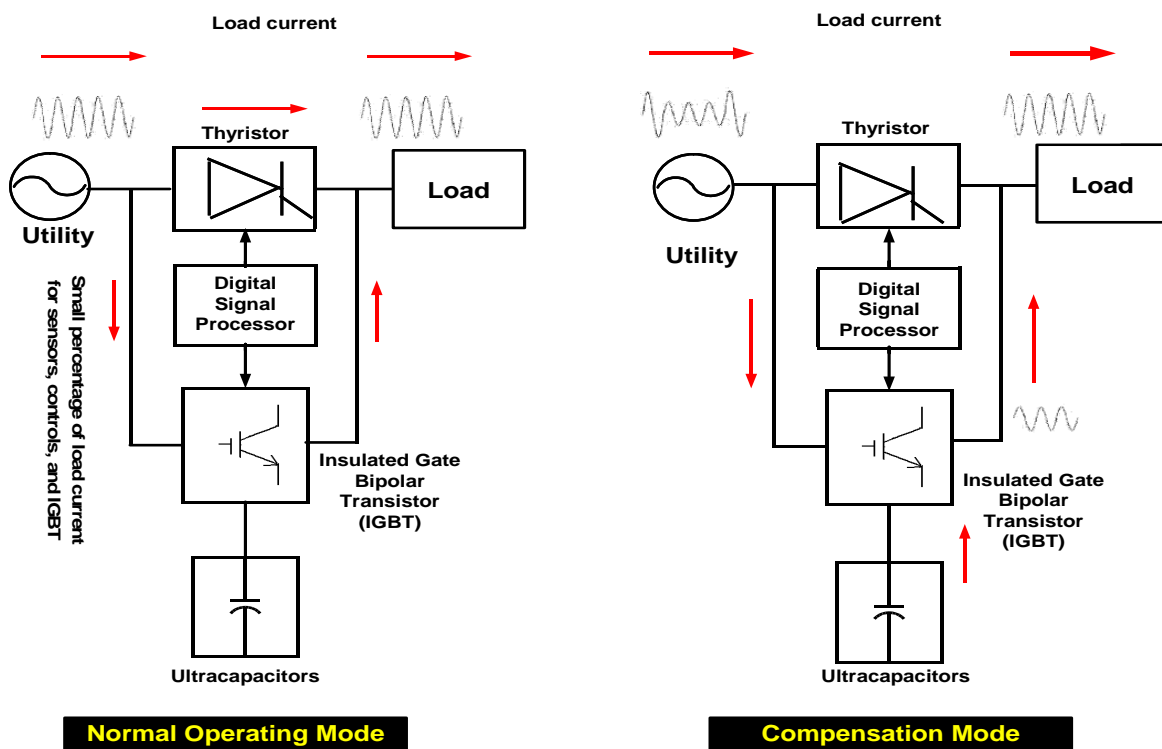 Load current
Thyristor
Load
Utility
Small percentage of load current
for sensors, controls, and IGBT
Digital
Signal
Processor
Insulated Gate
Bipolar
Transistor
(IGBT)
Ultracapacitors
Normal Operating Mode
Load current
Thyristor
Load
Utility
Digital
Signal
Processor
Insulated Gate
Bipolar
Transistor
(IGBT)
Ultracapacitors
Compensation Mode